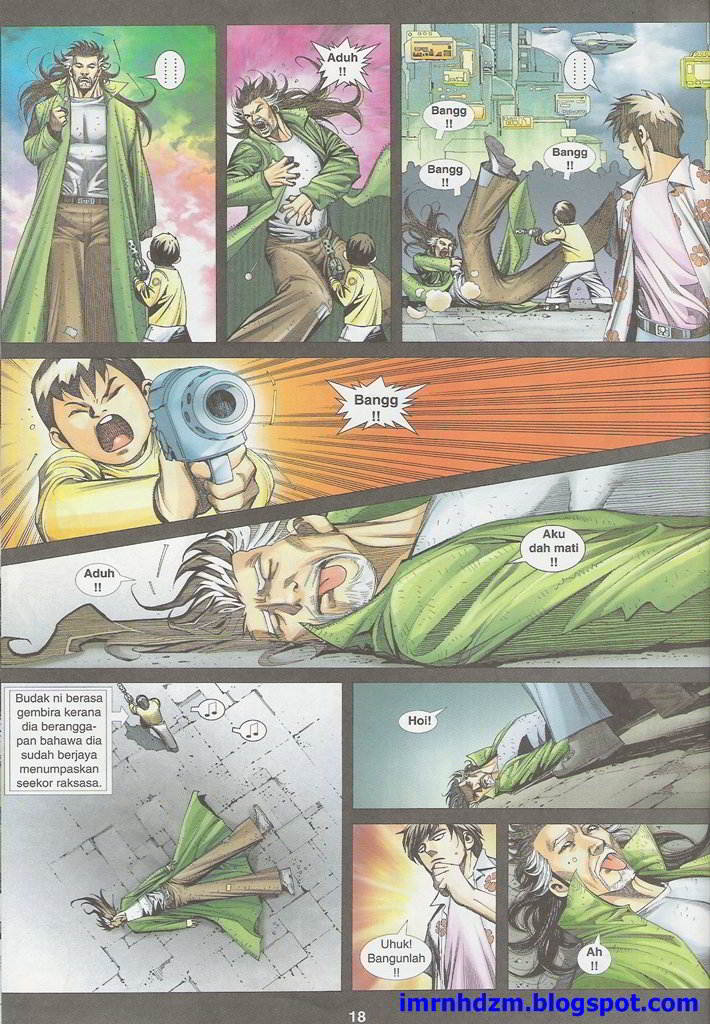 Aduh
!!
Bangg
!!
Bangg
!!
Bangg
!!
Bangg
!!
Aduh
!!
Aku
dah mati
!!
Budak ni berasa
gembira kerana
dia berangga-
pan bahawa dia
sudah berjaya
menumpaskan
seekor raksasa.
Hoi!
Uhuk!
Bangunlah
!!
Ah
!!
18
imrnhdzm.blogspot.com